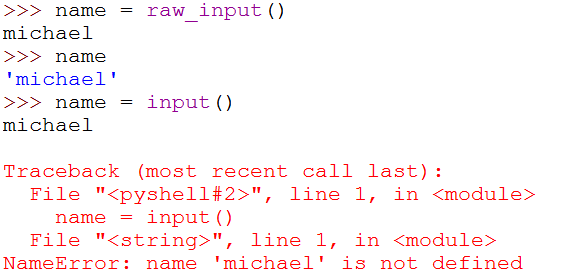 >>> name = raw_input()
michael
>>> name
'michael'
>>> name = input()
michael

Traceback (most recent call last):
  File "<pyshell#2>", line 1, in <module>
    name = input()
  File "<string>", line 1, in <module>
NameError: name 'michael' is not defined